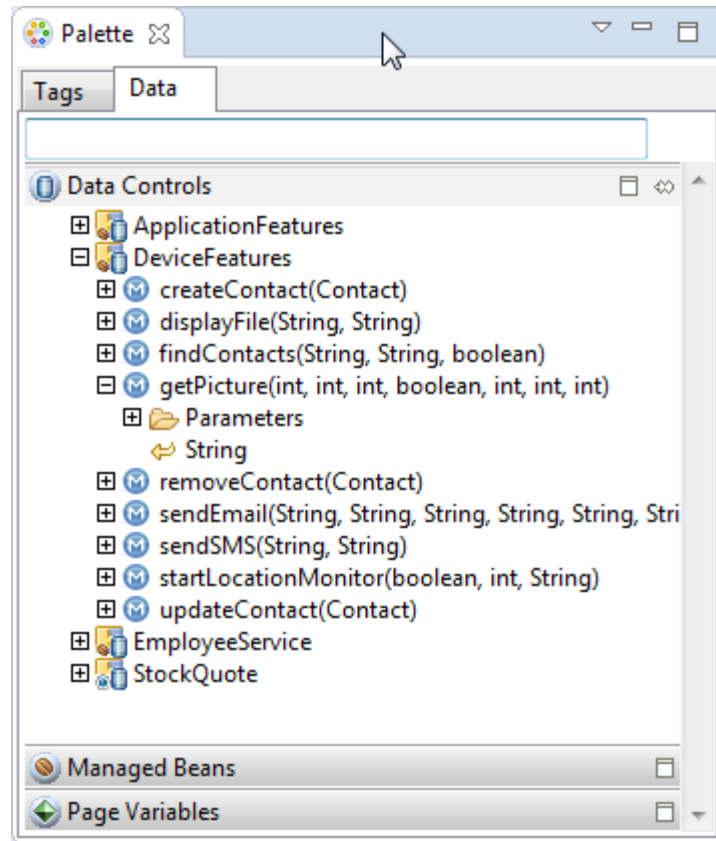 Palette
Tags Data
Data Controls
ApplicationFeatures
DeviceFeatures
M createContact(Contact)
M displayFile(String, String)
M findContacts(String, String, boolean)
M getPicture(int, int, int, boolean, int, int, int)
Parameters
String
M removeContact(Contact)
M sendEmail(String, String, String, String, String, Stri
M sendSMS(String, String)
M startLocationMonitor(boolean, int, String)
M updateContact(Contact)
EmployeeService
StockQuote
Managed Beans
Page Variables